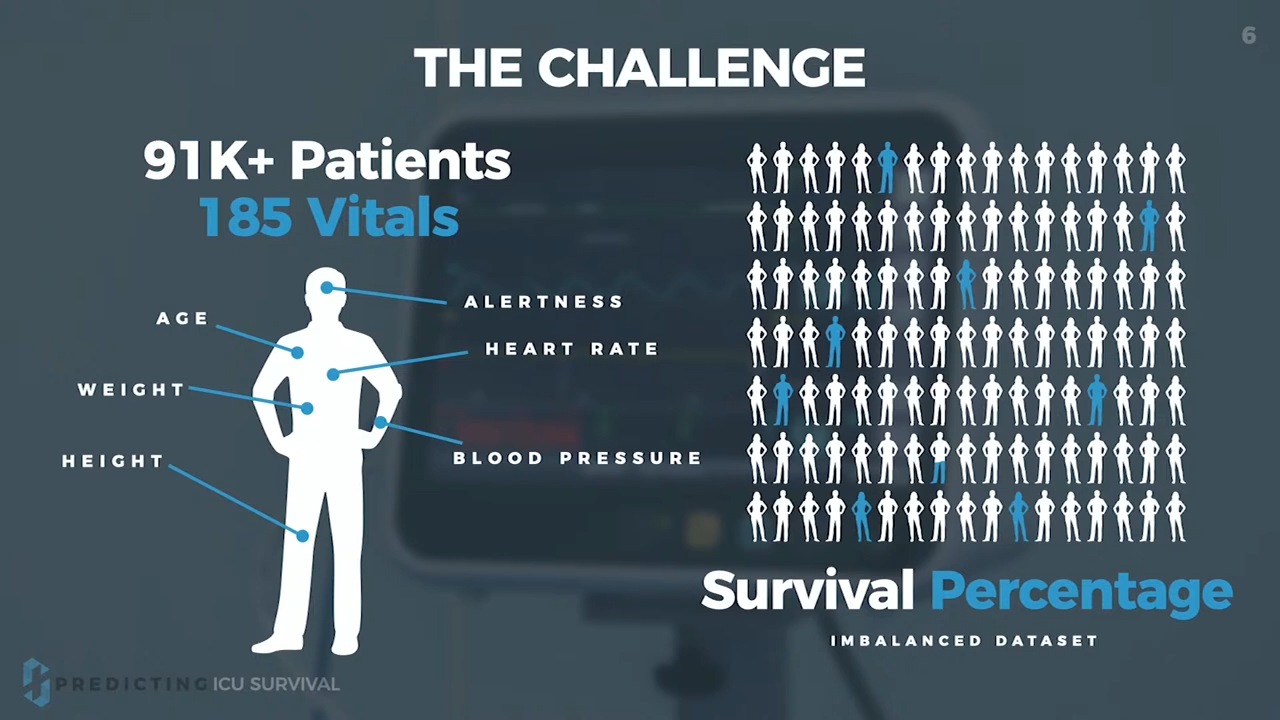 6
THE CHALLENGE
91K+ Patients
185 Vitals
ALERTNESS
AGE
HEART RATE
WEIGHT
HEIGHT
BLOOD PRESSURE
Survival Percentage
IMBALANCED DATASET
PREDICTING ICU SURVIVAL